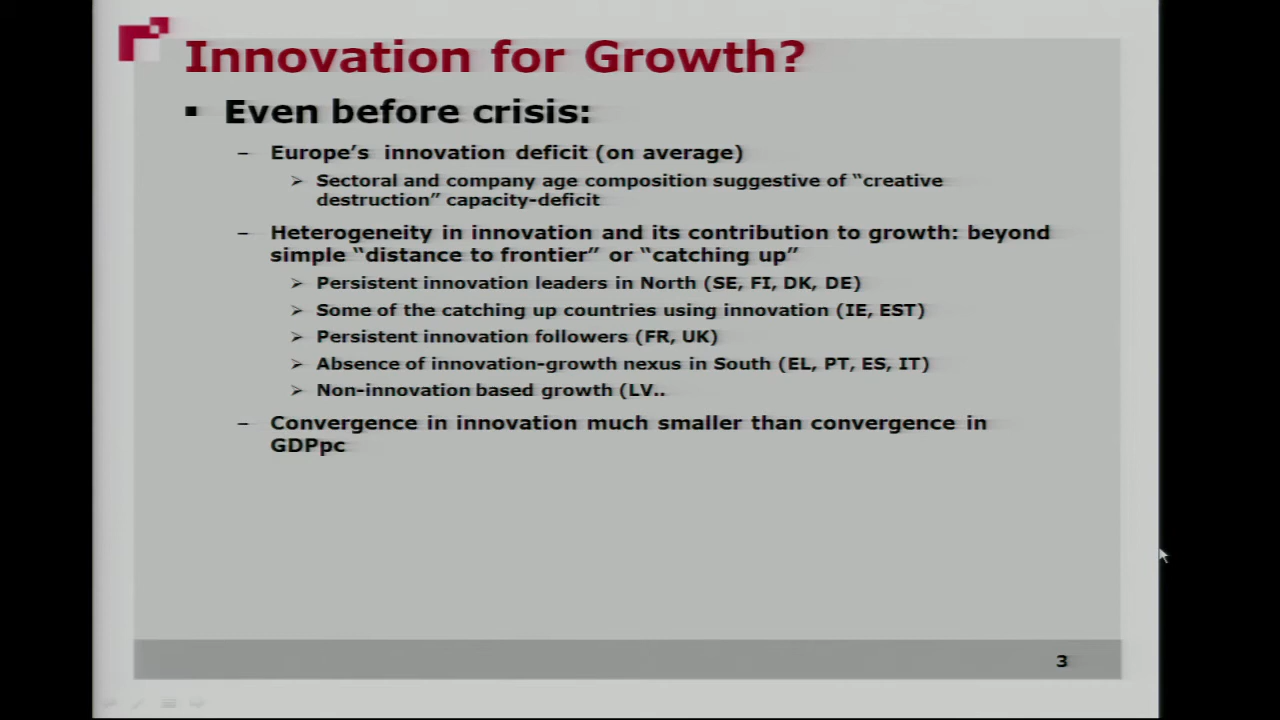 Innovation for Growth?
▪ Even before crisis:
– Europe’s innovation deficit (on average)
➢ Sectoral and company age composition suggestive of “creative
destruction” capacity-deficit
– Heterogeneity in innovation and its contribution to growth: beyond
simple “distance to frontier” or “catching up”
➢ Persistent innovation leaders in North (SE, FI, DK, DE)
➢ Some of the catching up countries using innovation (IE, EST)
➢ Persistent innovation followers (FR, UK)
➢ Absence of innovation-growth nexus in South (EL, PT, ES, IT)
➢ Non-innovation based growth (LV..
– Convergence in innovation much smaller than convergence in
GDPpc
3